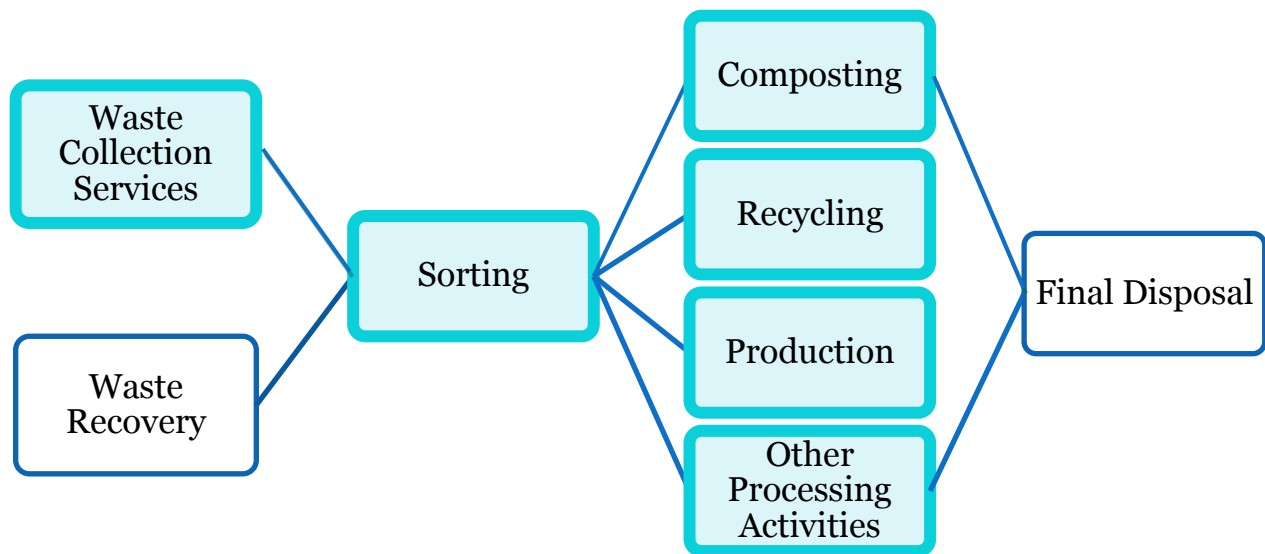 Waste
Collection
Services
Waste
Recovery
Sorting
Composting
Recycling
Production
Other
Processing
Activities
Final Disposal